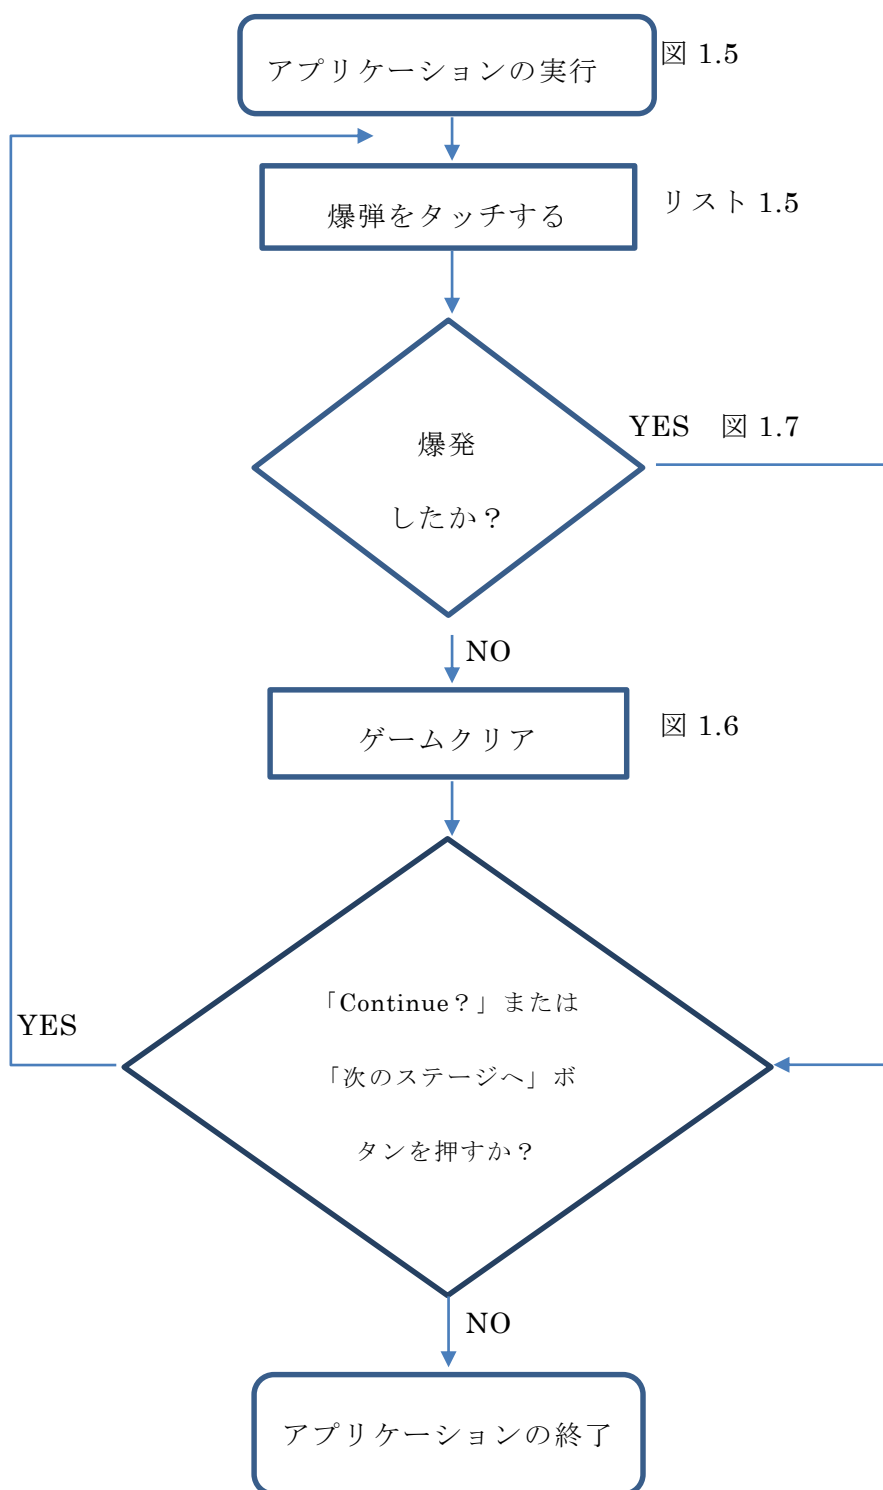 アプリケーションの実行
図 1.5
爆弾をタッチする
リスト 1.5
爆発
したか？
YES　図 1.7
NO
ゲームクリア
図 1.6
「Continue？」または
「次のステージへ」ボ
タンを押すか？
YES
NO
アプリケーションの終了